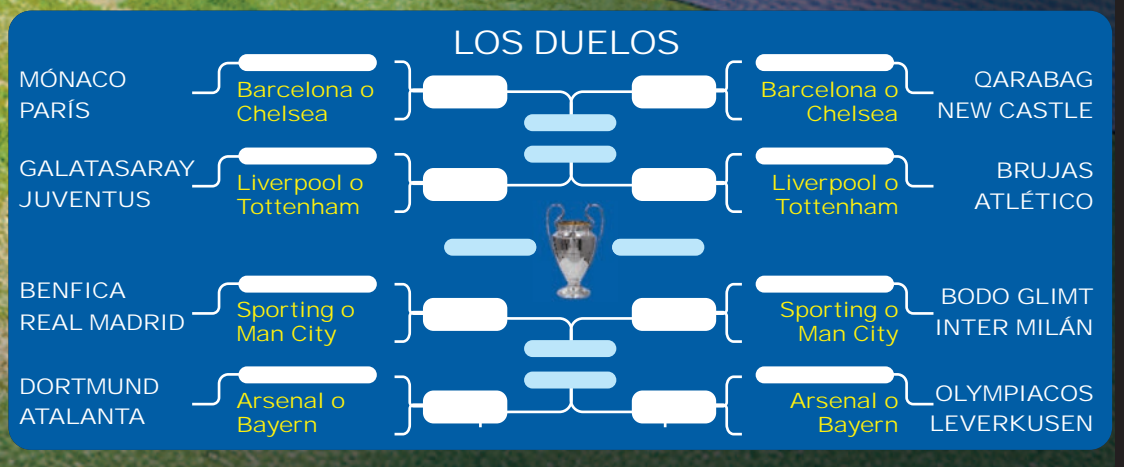 LOS DUELOS
MÓNACO
PARÍS
Barcelona o
Chelsea
Barcelona o
Chelsea
QARABAG
NEW CASTLE
GALATASARAY
JUVENTUS
Liverpool o
Tottenham
Liverpool o
Tottenham
BRUJAS
ATLÉTICO
BENFICA
REAL MADRID
Sporting o
Man City
Sporting o
Man City
BODO GLIMT
INTER MILÁN
DORTMUND
ATALANTA
Arsenal o
Bayern
Arsenal o
Bayern
OLYMPIACOS
LEVERKUSEN